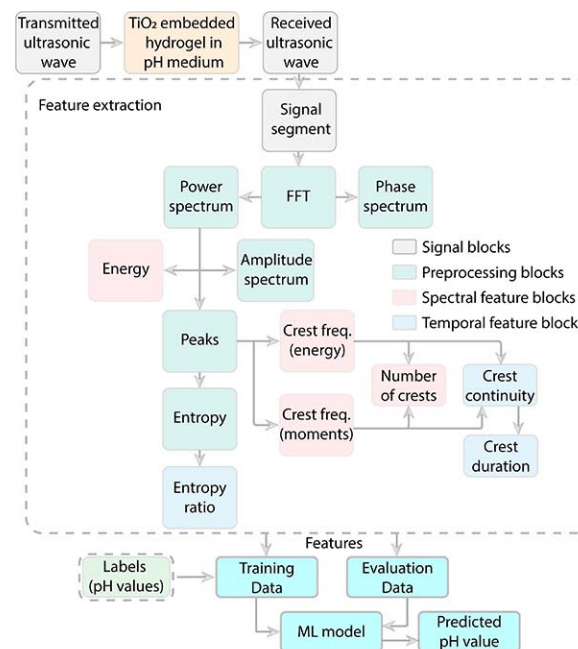 Transmitted
ultrasonic
wave
TiO₂ embedded
hydrogel in
pH medium
Received
ultrasonic
wave
Feature extraction
Signal
segment
Power
spectrum
FFT
Phase
spectrum
Energy
Amplitude
spectrum
Signal blocks
Preprocessing blocks
Spectral feature blocks
Temporal feature block
Peaks
Crest freq.
(energy)
Number
of crests
Crest
continuity
Entropy
Crest freq.
(moments)
Crest
duration
Entropy
ratio
Features
Labels
(pH values)
Training
Data
Evaluation
Data
ML model
Predicted
pH value